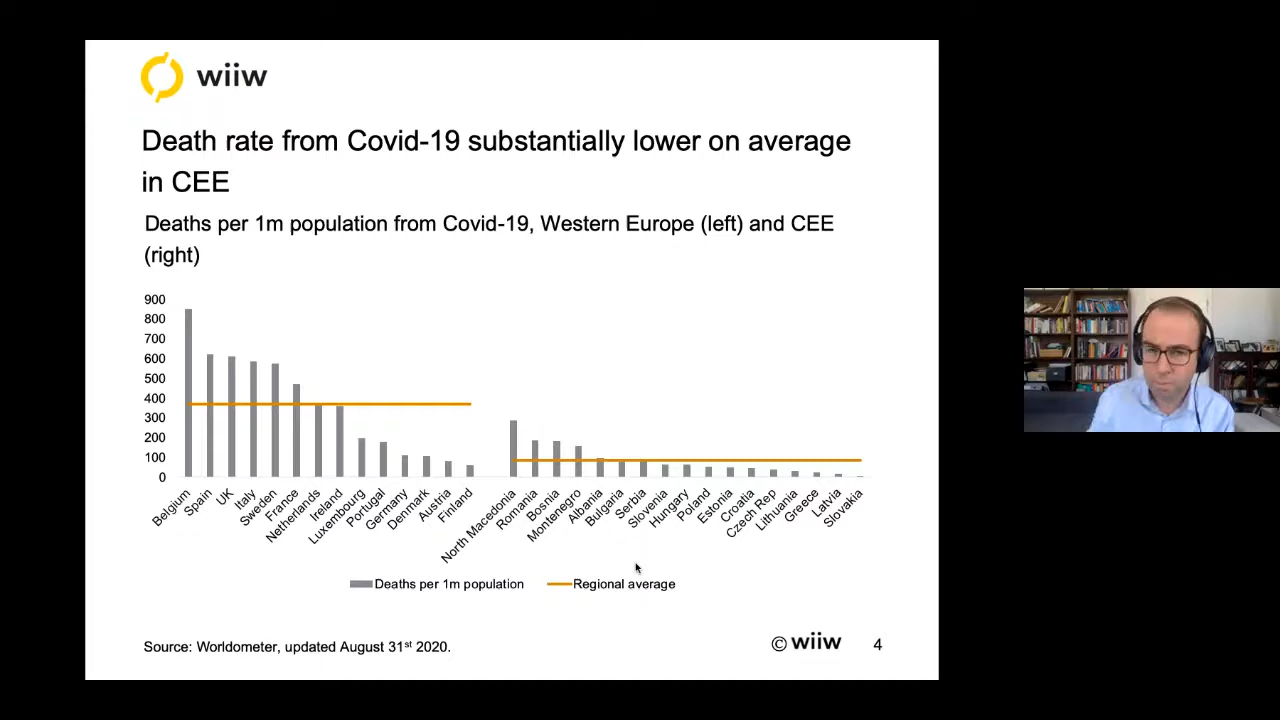 wiiw
Death rate from Covid-19 substantially lower on average
in CEE
Deaths per 1m population from Covid-19, Western Europe (left) and CEE
(right)
900
800
700
600
500
400
300
200
100
0
Belgium
Spain
UK
Italy
Sweden
France
Netherlands
Ireland
Luxembourg
Portugal
Germany
Denmark
Austria
Finland
North Macedonia
Romania
Bosnia
Montenegro
Albania
Bulgaria
Serbia
Slovenia
Hungary
Poland
Estonia
Croatia
Czech Rep
Lithuania
Greece
Latvia
Slovakia
Deaths per 1m population
Regional average
Source: Worldometer, updated August 31st 2020.
© wiiw
4